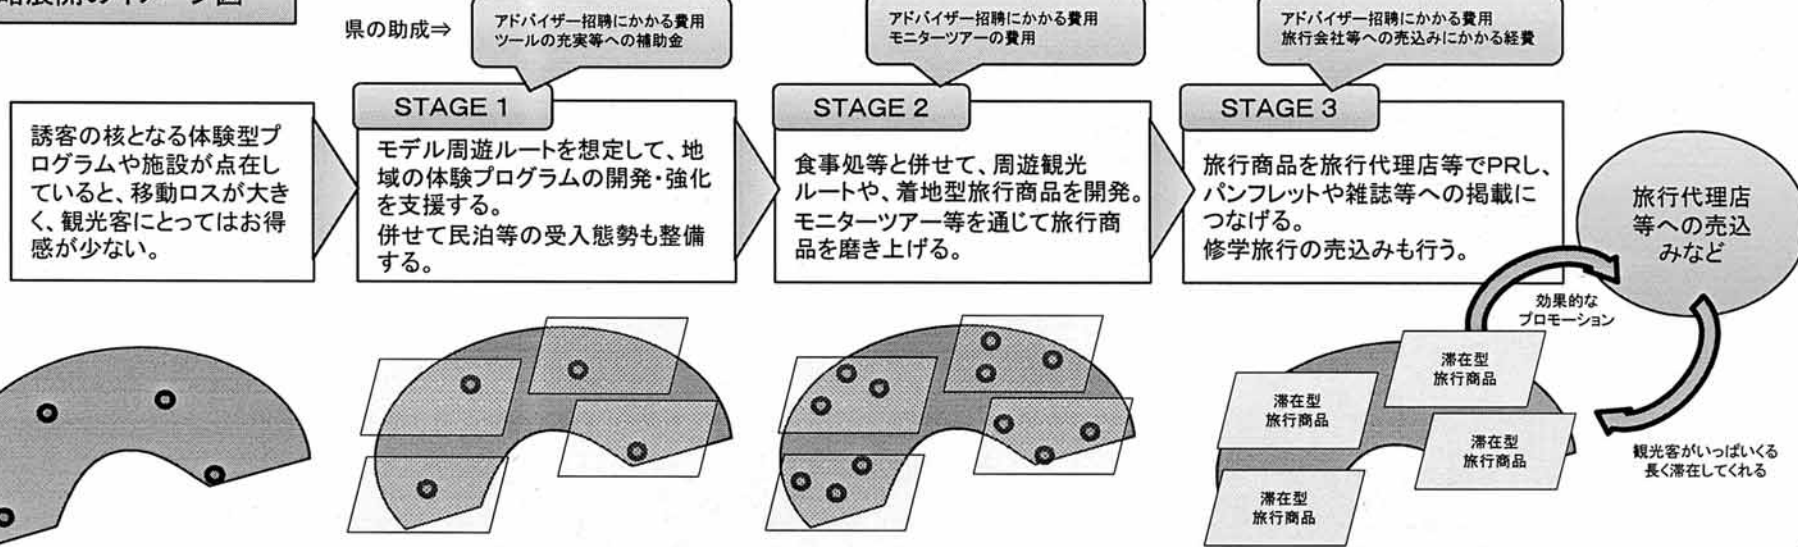 展開のイメージ図
県の助成⇒
アドバイザー招聘にかかる費用
ツールの充実等への補助金
アドバイザー招聘にかかる費用
モニターツアーの費用
アドバイザー招聘にかかる費用
旅行会社等への売込みにかかる経費
誘客の核となる体験型プ
ログラムや施設が点在し
ていると、移動ロスが大き
く、観光客にとってはお得
感が少ない。
STAGE 1
モデル周遊ルートを想定して、地
域の体験プログラムの開発・強化
を支援する。
併せて民泊等の受入態勢も整備
する。
STAGE 2
食事処等と併せて、周遊観光
ルートや、着地型旅行商品を開発。
モニターツアー等を通じて旅行商
品を磨き上げる。
STAGE 3
旅行商品を旅行代理店等でPRし、
パンフレットや雑誌等への掲載に
つなげる。
修学旅行の売込みも行う。
旅行代理店
等への売込
みなど
効果的な
プロモーション
滞在型
旅行商品
滞在型
旅行商品
滞在型
旅行商品
滞在型
旅行商品
観光客がいっぱいくる
長く滞在してくれる